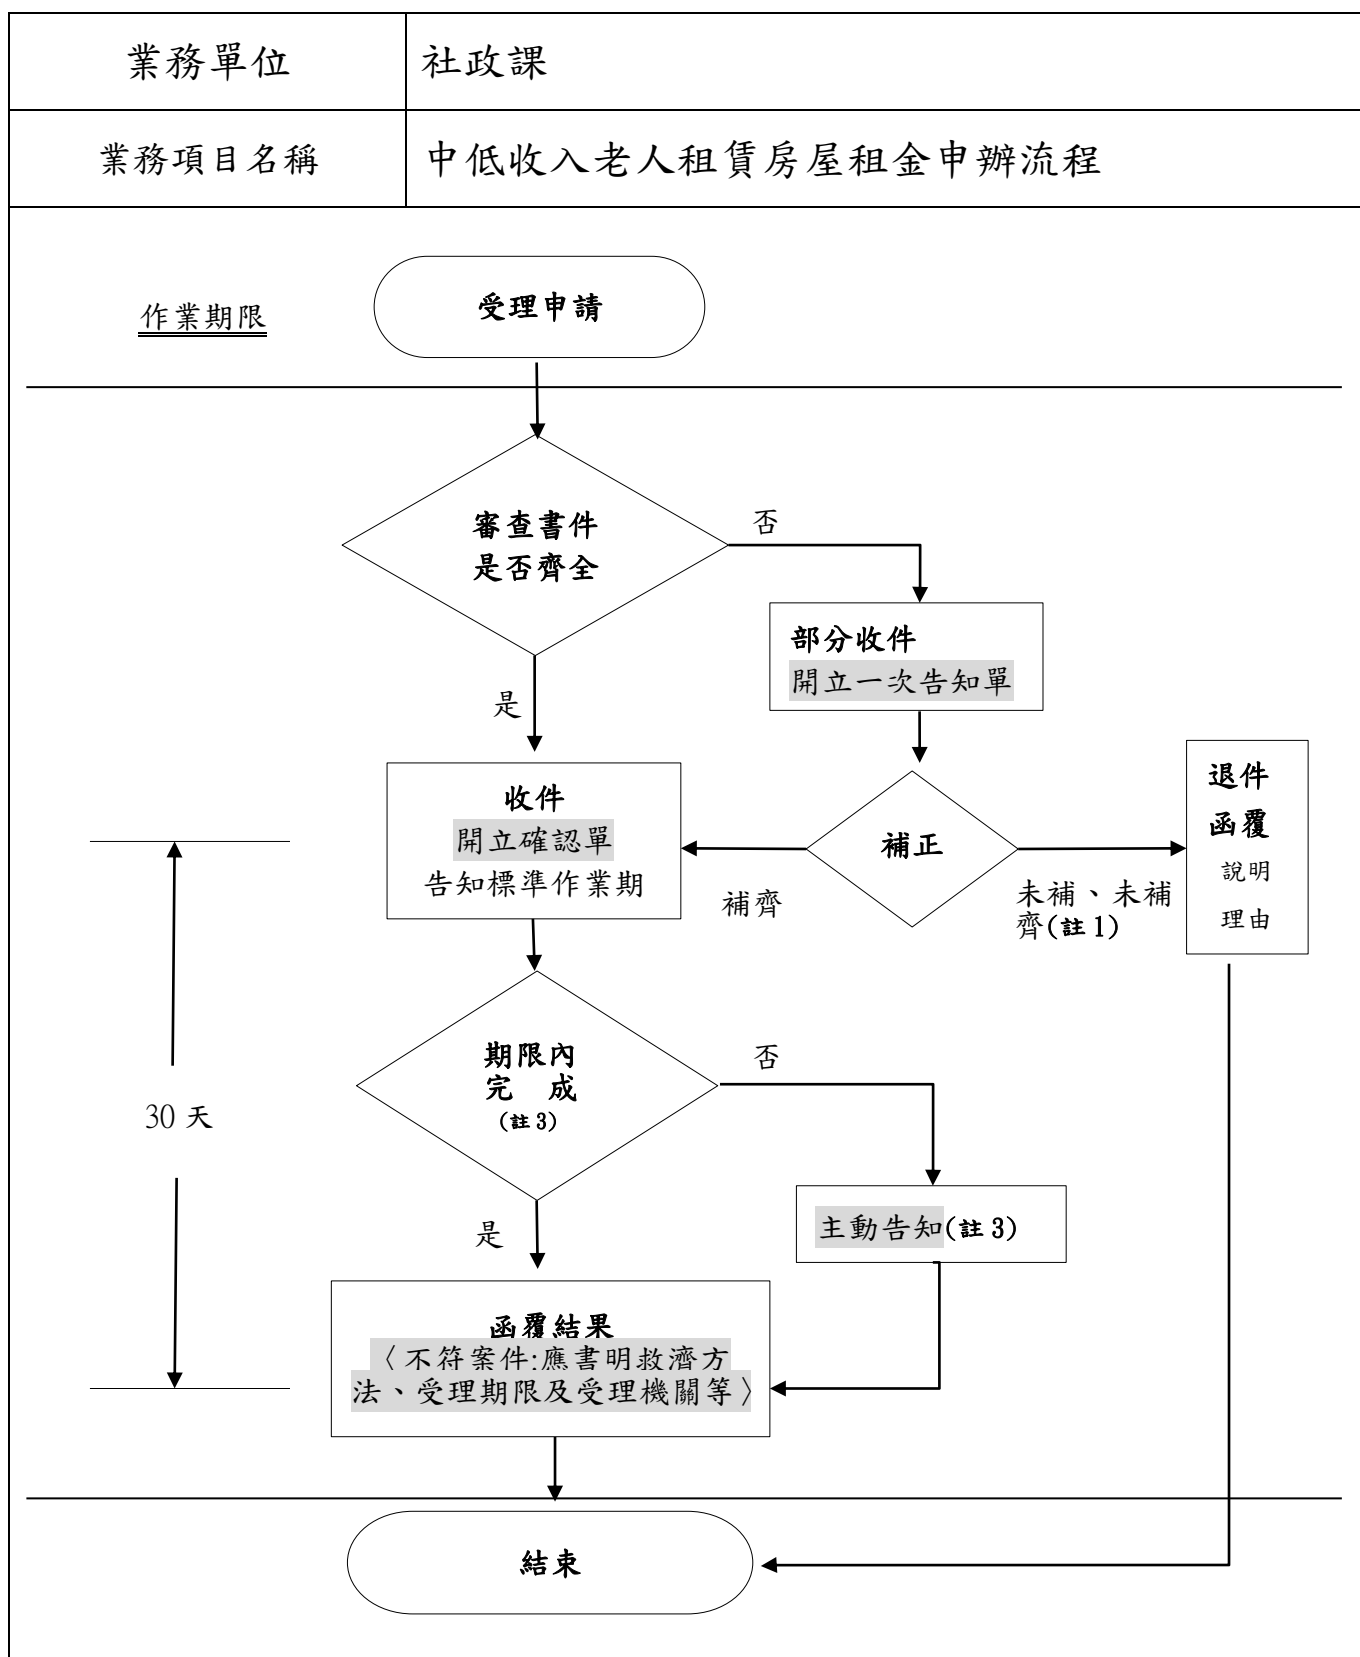 業務單位
社政課
業務項目名稱
中低收入老人租賃房屋租金申辦流程
作業期限
受理申請
審查書件
是否齊全
否
部分收件
開立一次告知單
是
收件
開立確認單
告知標準作業期
補正
補齊
未補、未補
齊(註1)
退件
函覆
說明
理由
期限內
完 成
(註3)
否
30天
主動告知(註3)
是
函覆結果
〈不符案件:應書明救濟方
法、受理期限及受理機關等〉
結束